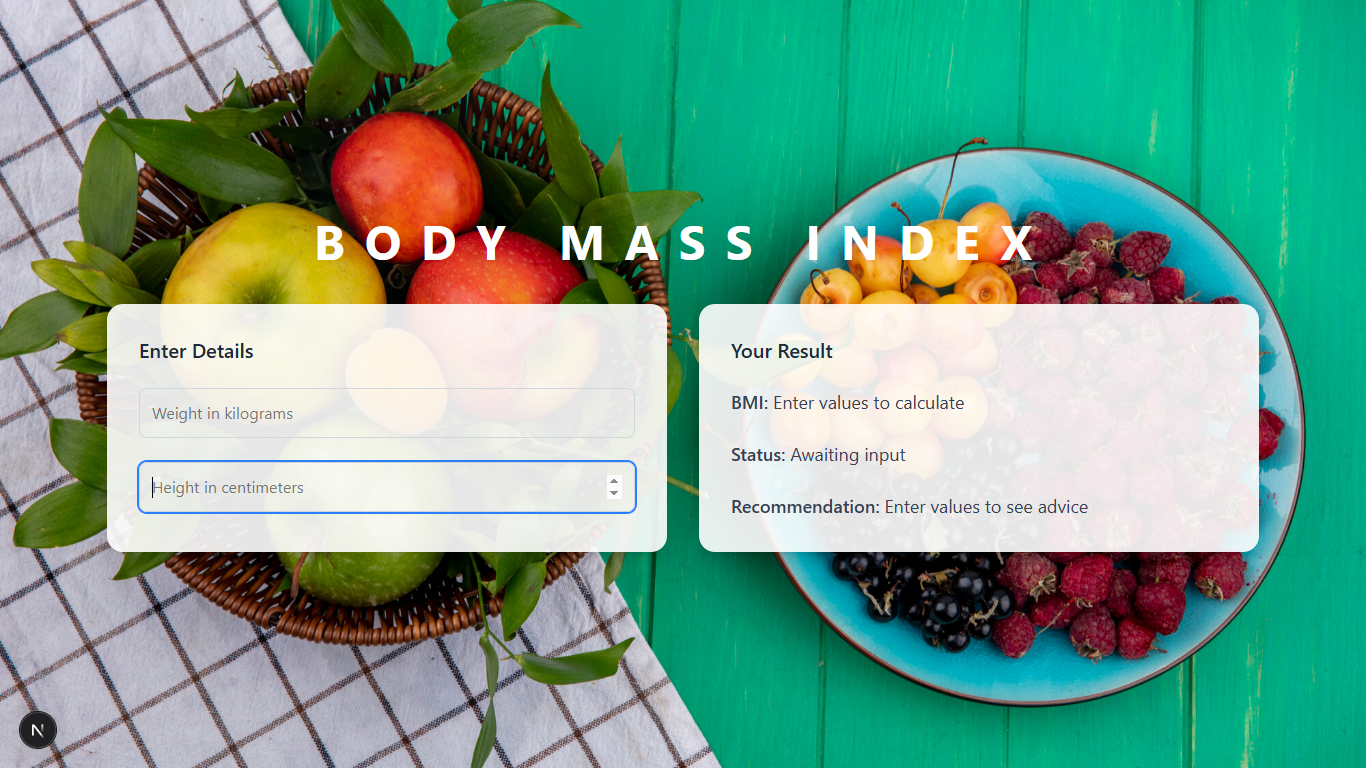 BODY MASS INDEX
Enter Details
Weight in kilograms
Height in centimeters
Your Result
BMI: Enter values to calculate
Status: Awaiting input
Recommendation: Enter values to see advice
N